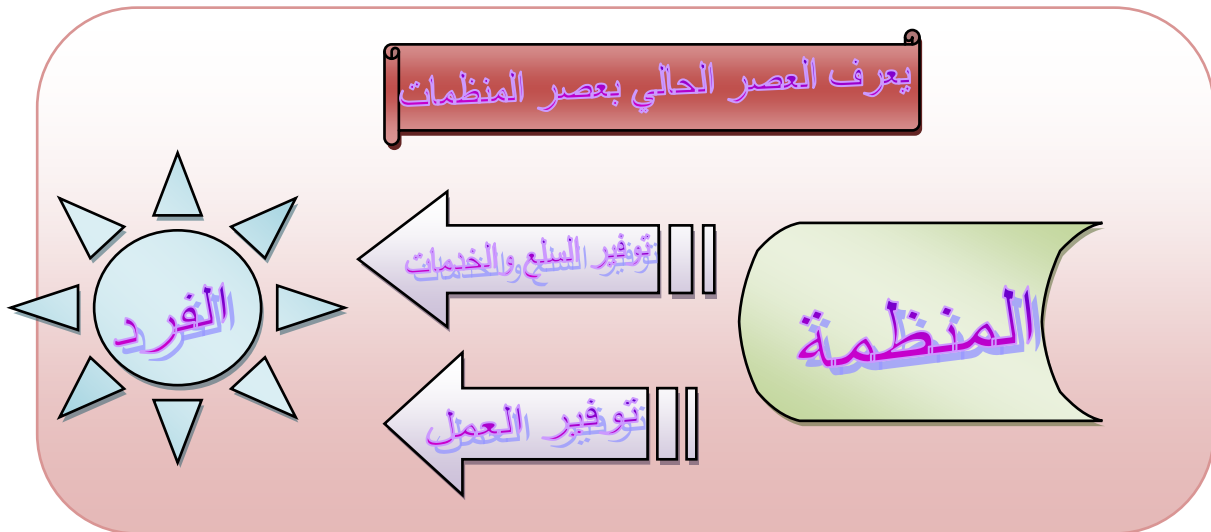 يعرف العصر الحالي بعصر المنظمات
توفير السلع والخدمات
المنظمة
الفرد
توفير العمل